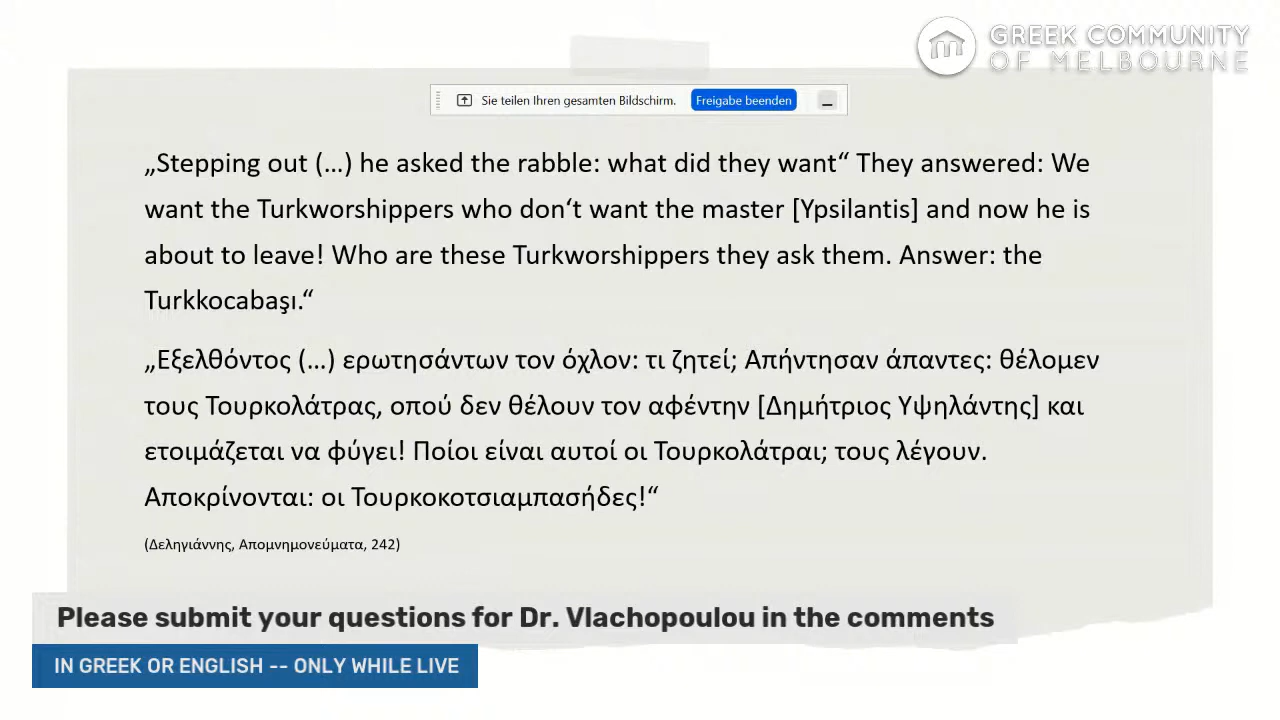 GREEK COMMUNITY
OF MELBOURNE
Sie teilen Ihren gesamten Bildschirm. Freigabe beenden
„Stepping out (…) he asked the rabble: what did they want“ They answered: We
want the Turkworshippers who don‘t want the master [Ypsilantis] and now he is
about to leave! Who are these Turkworshippers they ask them. Answer: the
Turkkocabaşı.“
„Εξελθόντος (…) ερωτησάντων τον όχλον: τι ζητεί; Απήντησαν άπαντες: θέλομεν
τους Τουρκολάτρας, οπού δεν θέλουν τον αφέντην [Δημήτριος Υψηλάντης] και
ετοιμάζεται να φύγει! Ποίοι είναι αυτοί οι Τουρκολάτραι; τους λέγουν.
Αποκρίνονται: οι Τουρκοκοτσιαμπασήδες!“
(Δεληγιάννης, Απομνημονεύματα, 242)
Please submit your questions for Dr. Vlachopoulou in the comments
IN GREEK OR ENGLISH -- ONLY WHILE LIVE